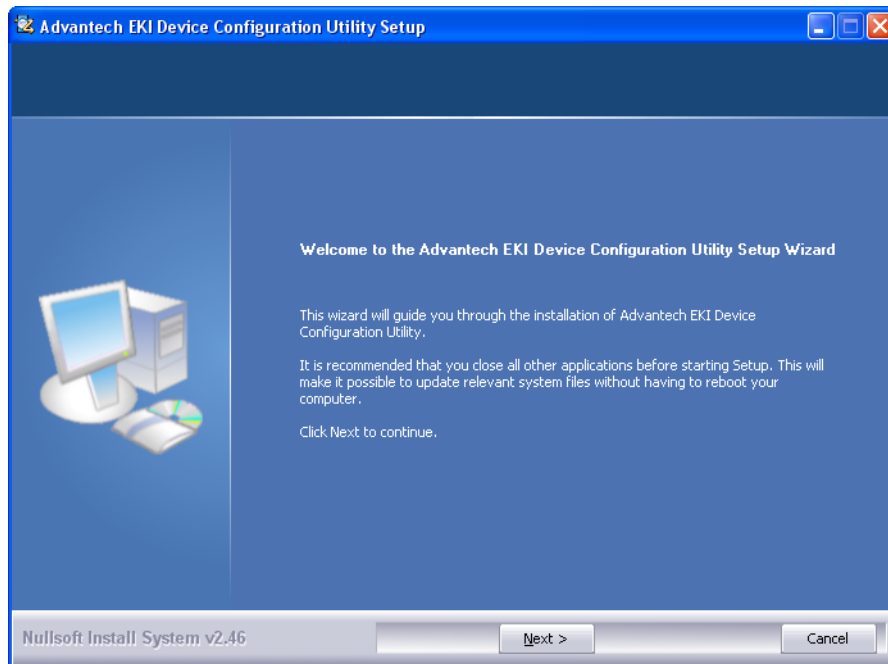 Advantech EKI Device Configuration Utility Setup
Welcome to the Advantech EKI Device Configuration Utility Setup Wizard
This wizard will guide you through the installation of Advantech EKI Device
Configuration Utility.
It is recommended that you close all other applications before starting Setup. This will
make it possible to update relevant system files without having to reboot your
computer.
Click Next to continue.
Nullsoft Install System v2.46
Next >
Cancel